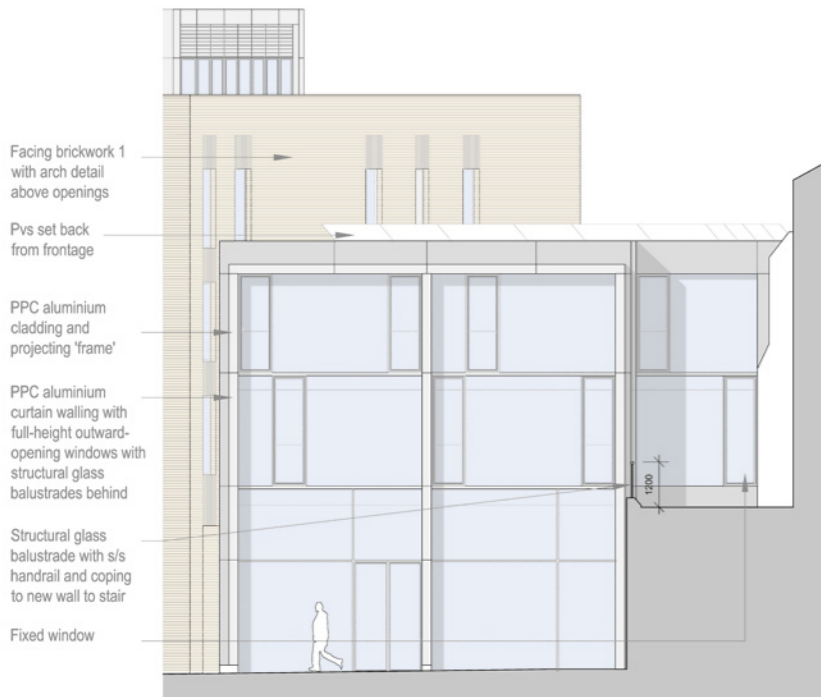 Facing brickwork 1
with arch detail
above openings
Pvs set back
from frontage
PPC aluminium
cladding and
projecting 'frame'
PPC aluminium
curtain walling with
full-height outward-
opening windows with
structural glass
balustrades behind
1200
Structural glass
balustrade with s/s
handrail and coping
to new wall to stair
Fixed window